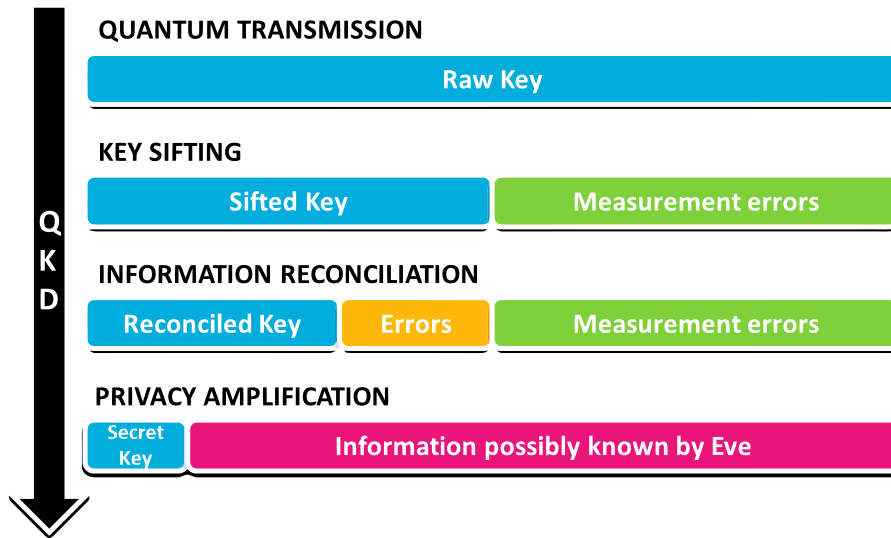 QUANTUM TRANSMISSION
Raw Key
KEY SIFTING
Sifted Key
Measurement errors
Q
K
D
INFORMATION RECONCILIATION
Reconciled Key
Errors
Measurement errors
PRIVACY AMPLIFICATION
Secret
Key
Information possibly known by Eve